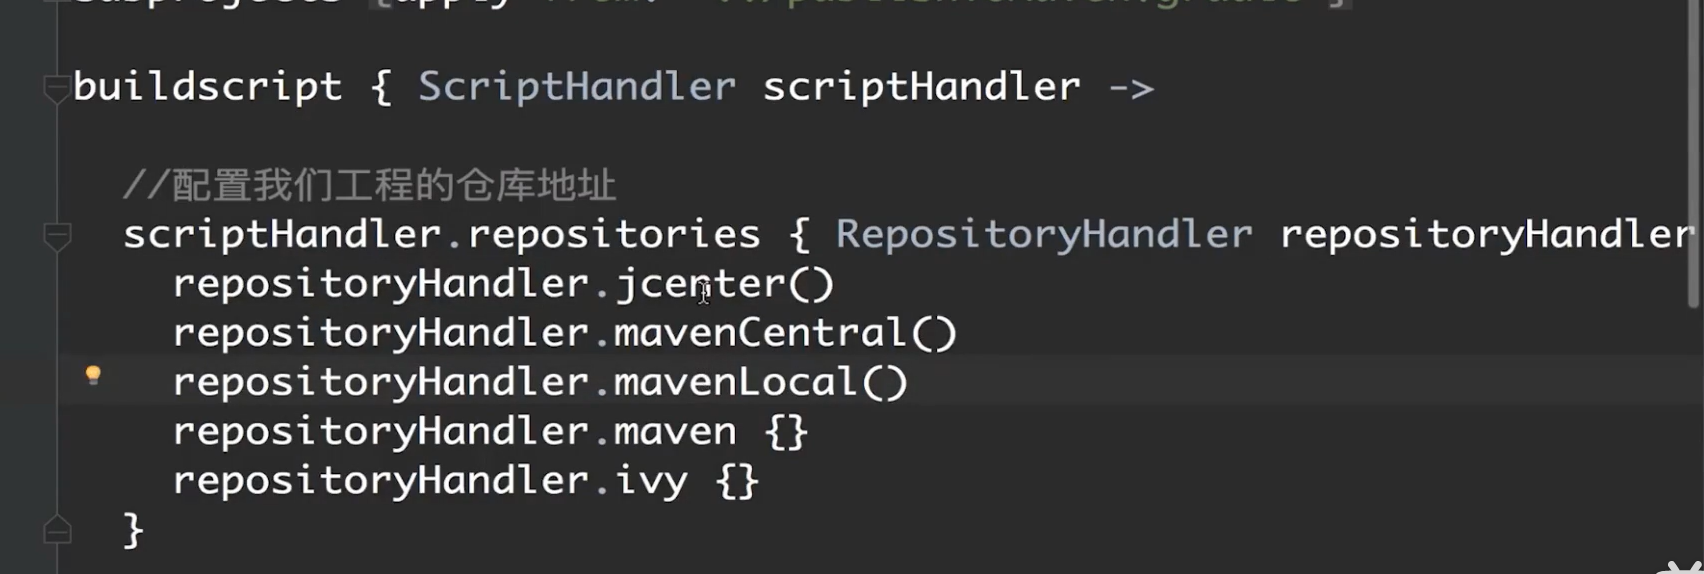 buildscript { ScriptHandler scriptHandler ->
//配置我们工程的仓库地址
scriptHandler.repositories { RepositoryHandler repositoryHandler
repositoryHandler.jcenter()
repositoryHandler.mavenCentral()
repositoryHandler.mavenLocal()
repositoryHandler.maven {}
repositoryHandler.ivy {}
}